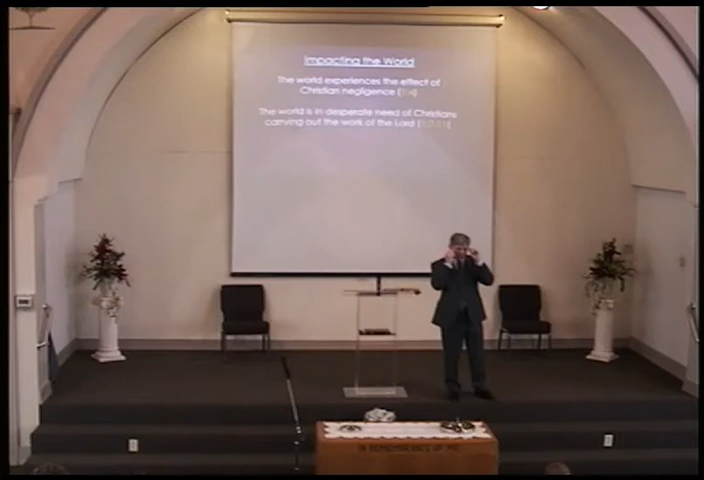 Impacting the World
The world experiences the effect of
Christian negligence
The world is in desperate need of Christians
carrying out the work of the Lord
IN REMEMBRANCE OF ME